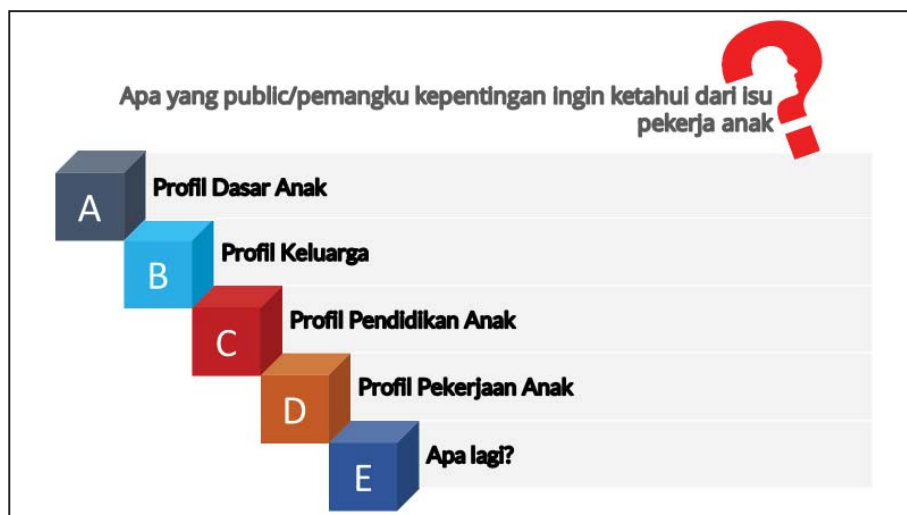 Apa yang public/pemangku kepentingan ingin ketahui dari isu
pekerja anak
A
Profil Dasar Anak
B
Profil Keluarga
C
Profil Pendidikan Anak
D
Profil Pekerjaan Anak
E
Apa lagi?